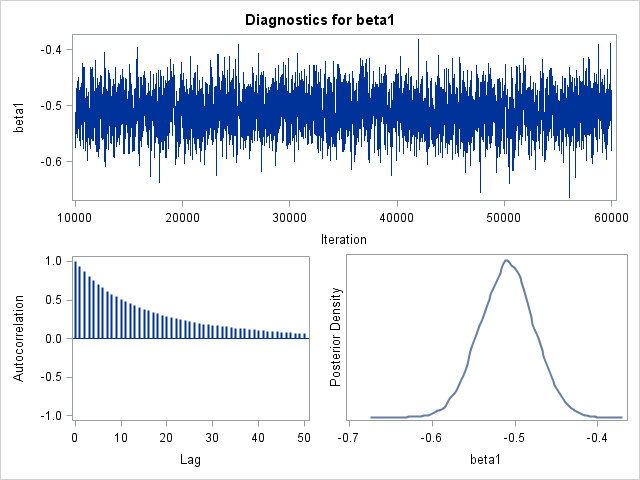 Diagnostics for beta1
-0.4
-0.5
-0.6
beta1
10000 20000 30000 40000 50000 60000
Iteration
1.0
0.5
0.0
-0.5
-1.0
Autocorrelation
0 10 20 30 40 50
Lag
Posterior Density
-0.7 -0.6 -0.5 -0.4
beta1